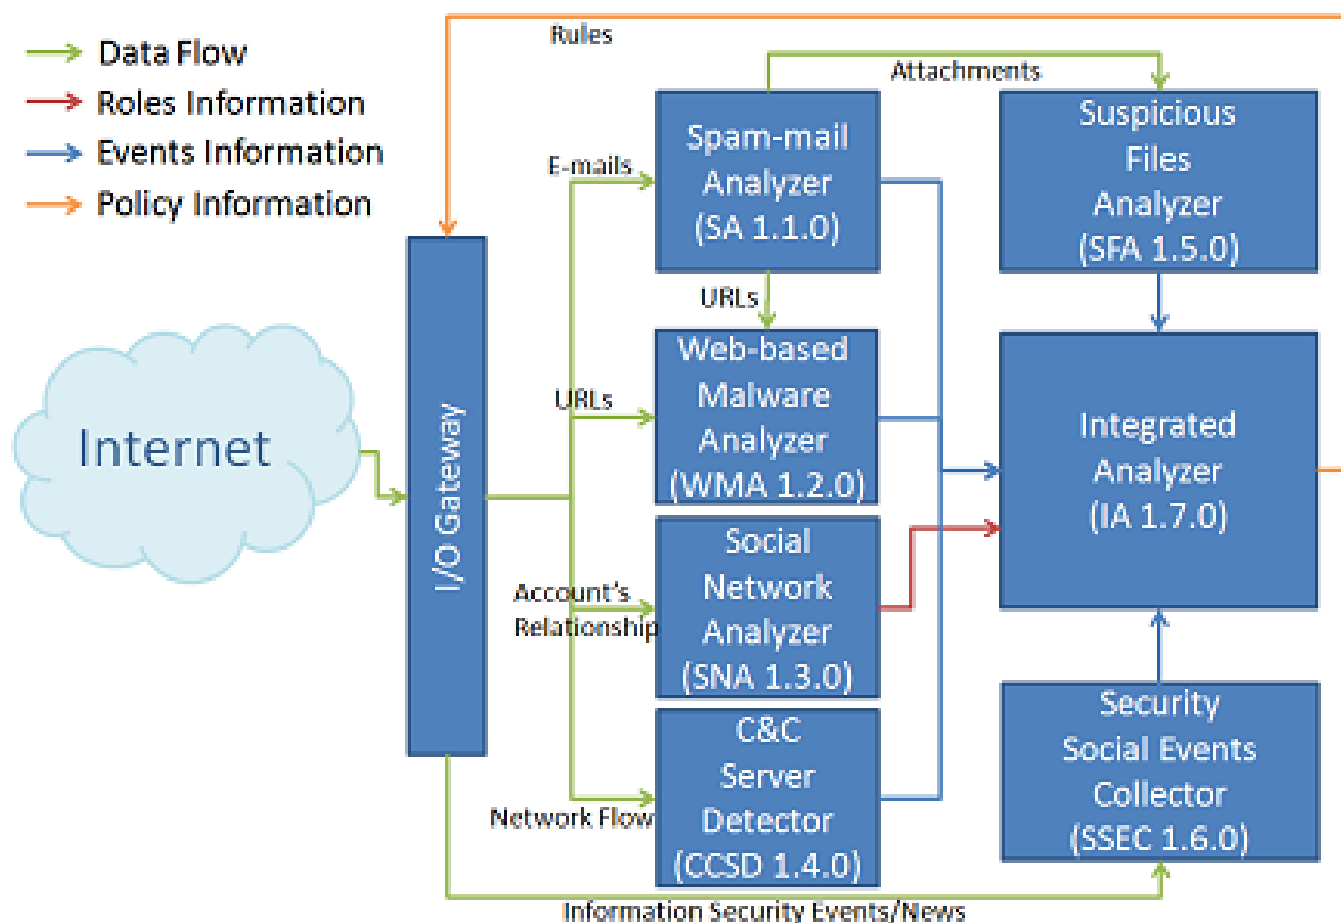 Data Flow
Roles Information
Events Information
Policy Information
Rules
Attachments
E-mails
Spam-mail
Analyzer
(SA 1.1.0)
Suspicious
Files
Analyzer
(SFA 1.5.0)
URLs
Internet
I/O Gateway
URLs
Web-based
Malware
Analyzer
(WMA 1.2.0)
Integrated
Analyzer
(IA 1.7.0)
Account's
Relationship
Social
Network
Analyzer
(SNA 1.3.0)
Network Flow
C&C
Server
Detector
(CCSD 1.4.0)
Security
Social Events
Collector
(SSEC 1.6.0)
Information Security Events/News